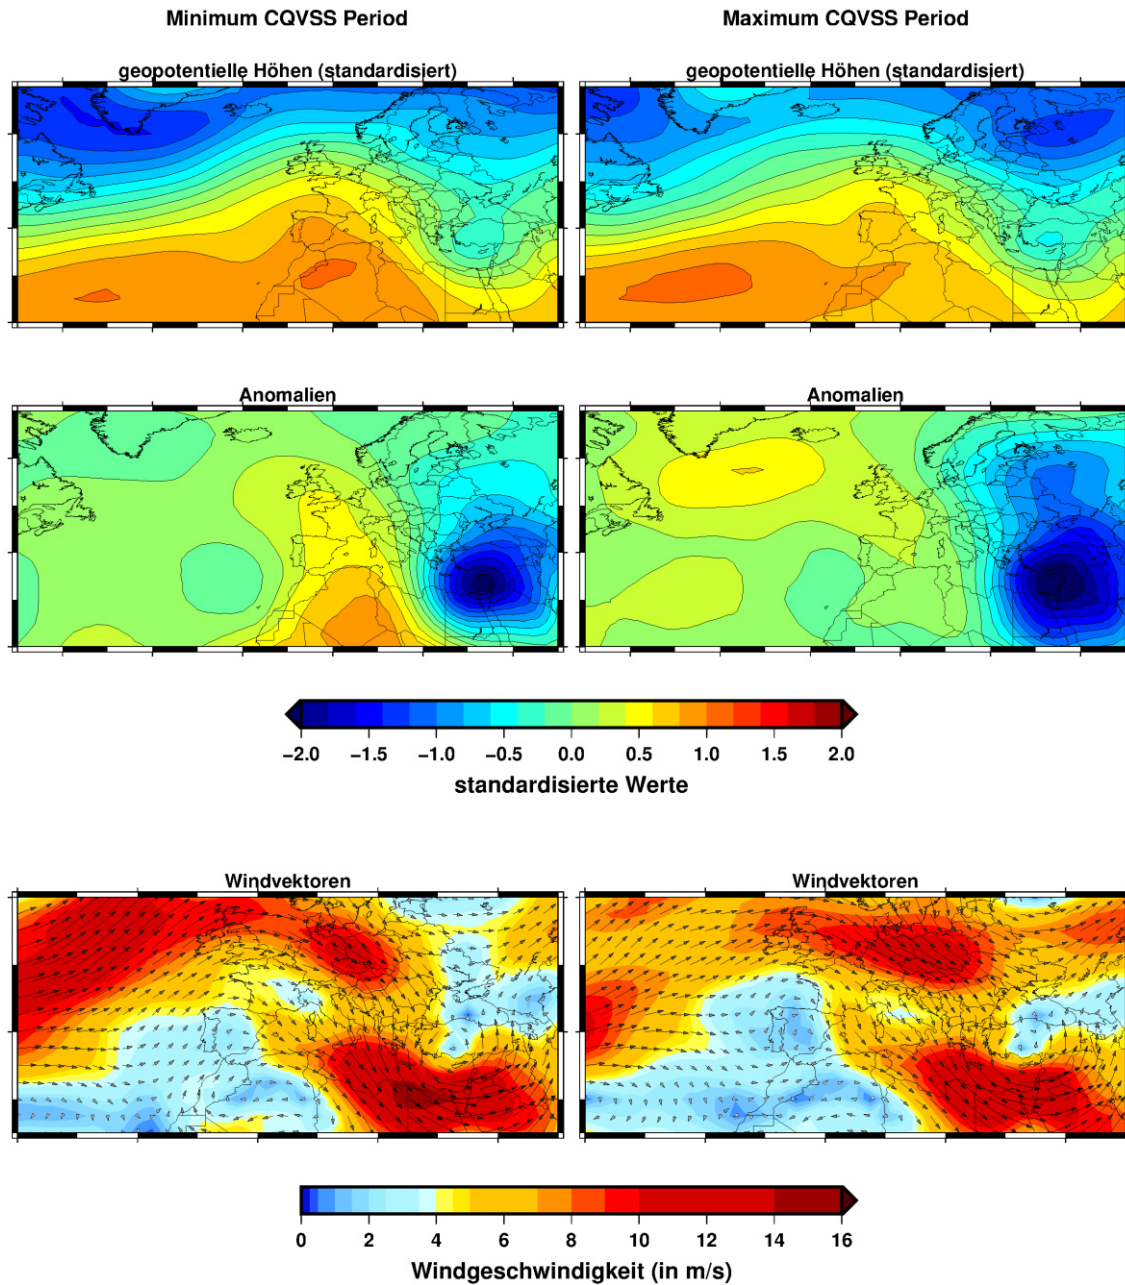 Minimum CQVSS Period
Maximum CQVSS Period
geopotentielle Höhen (standardisiert)
geopotentielle Höhen (standardisiert)
Anomalien
Anomalien
−2.0 −1.5 −1.0 −0.5 0.0 0.5 1.0 1.5 2.0
standardisierte Werte
Windvektoren
Windvektoren
0 2 4 6 8 10 12 14 16
Windgeschwindigkeit (in m/s)